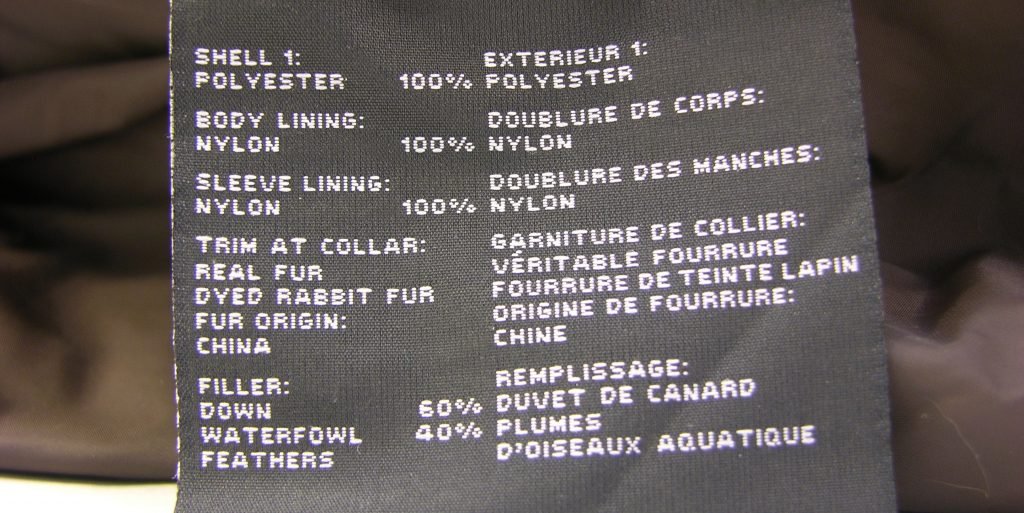 SHELL 1:
POLYESTER 100%
BODY LINING:
NYLON 100%
SLEEVE LINING:
NYLON 100%
TRIM AT COLLAR:
REAL FUR
DYED RABBIT FUR
FUR ORIGIN:
CHINA
FILLER:
DOWN 60%
WATERFOWL 40%
FEATHERS
EXTERIEUR 1:
POLYESTER
DOUBLURE DE CORPS:
NYLON
DOUBLURE DES MANCHES:
NYLON
GARNITURE DE COLLIER:
VÉRITABLE FOURRURE
FOURRURE DE TEINTE LAPIN
ORIGINE DE FOURRURE:
CHINE
REMPLISSAGE:
DUVET DE CANARD
PLUMES
D'OISEAUX AQUATIQUE